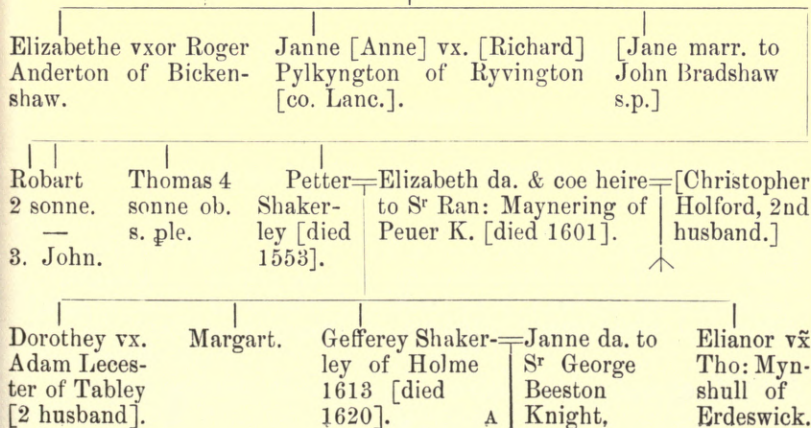 Elizabethe vxor Roger
Anderton of Bicken-
shaw.
Janne [Anne] vx. [Richard]
Pylkyngton of Ryvington
[co. Lanc.].
[Jane marr. to
John Bradshaw
s.p.]
Robart
2 sonne.
—
3. John.
Thomas 4
sonne ob.
s. ꝑle.
Petter
Shaker-
ley [died
1553].
Elizabeth da. & coe heire
to Sʳ Ran: Maynering of
Peuer K. [died 1601].
[Christopher
Holford, 2nd
husband.]
Dorothey vx.
Adam Leces-
ter of Tabley
[2 husband].
Margart.
Gefferey Shaker-
ley of Holme
1613 [died
1620].
A
Janne da. to
Sʳ George
Beeston
Knight,
Elianor vx̃
Tho: Myn-
shull of
Erdeswick.